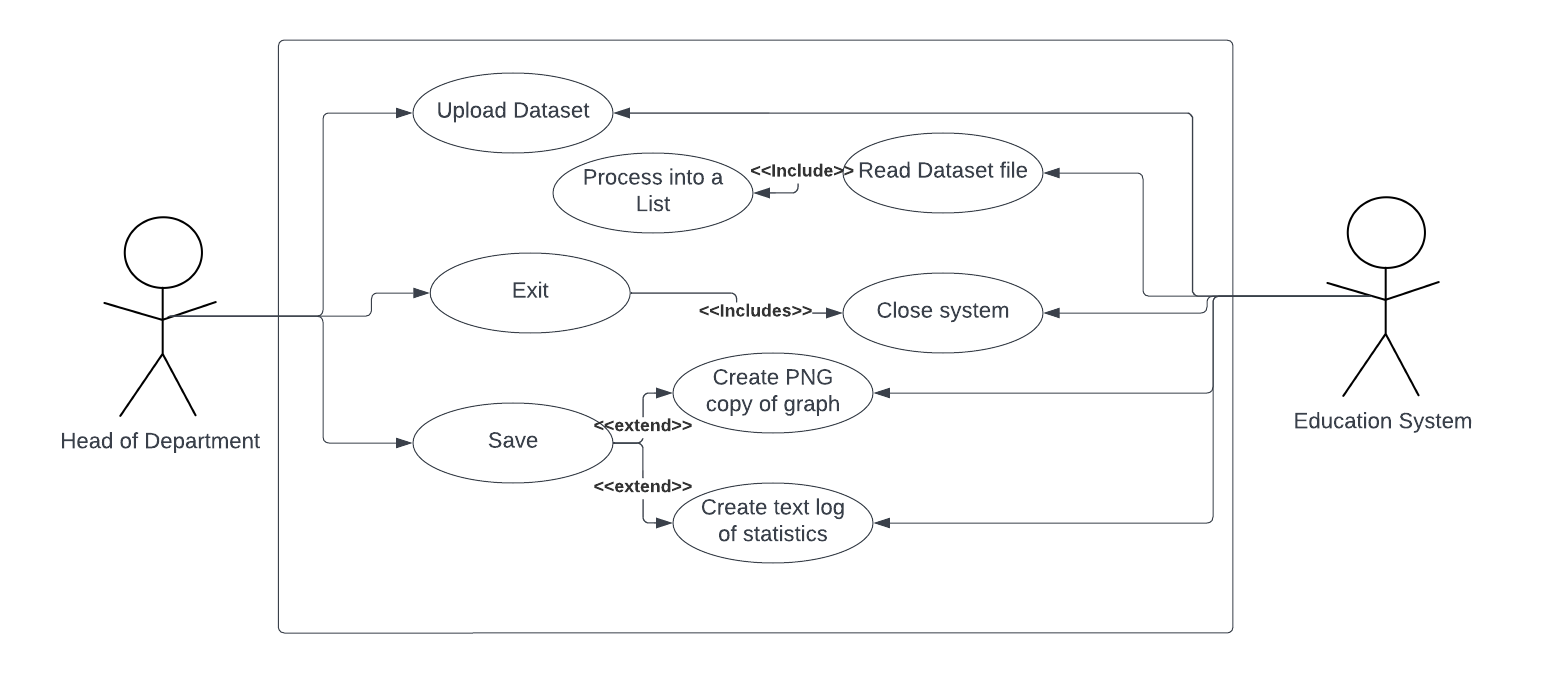 Upload Dataset
Process into a
List
<<Include>>
Read Dataset file
Exit
<<Includes>>
Close system
Create PNG
copy of graph
<<extend>>
Save
<<extend>>
Create text log
of statistics
Head of Department
Education System